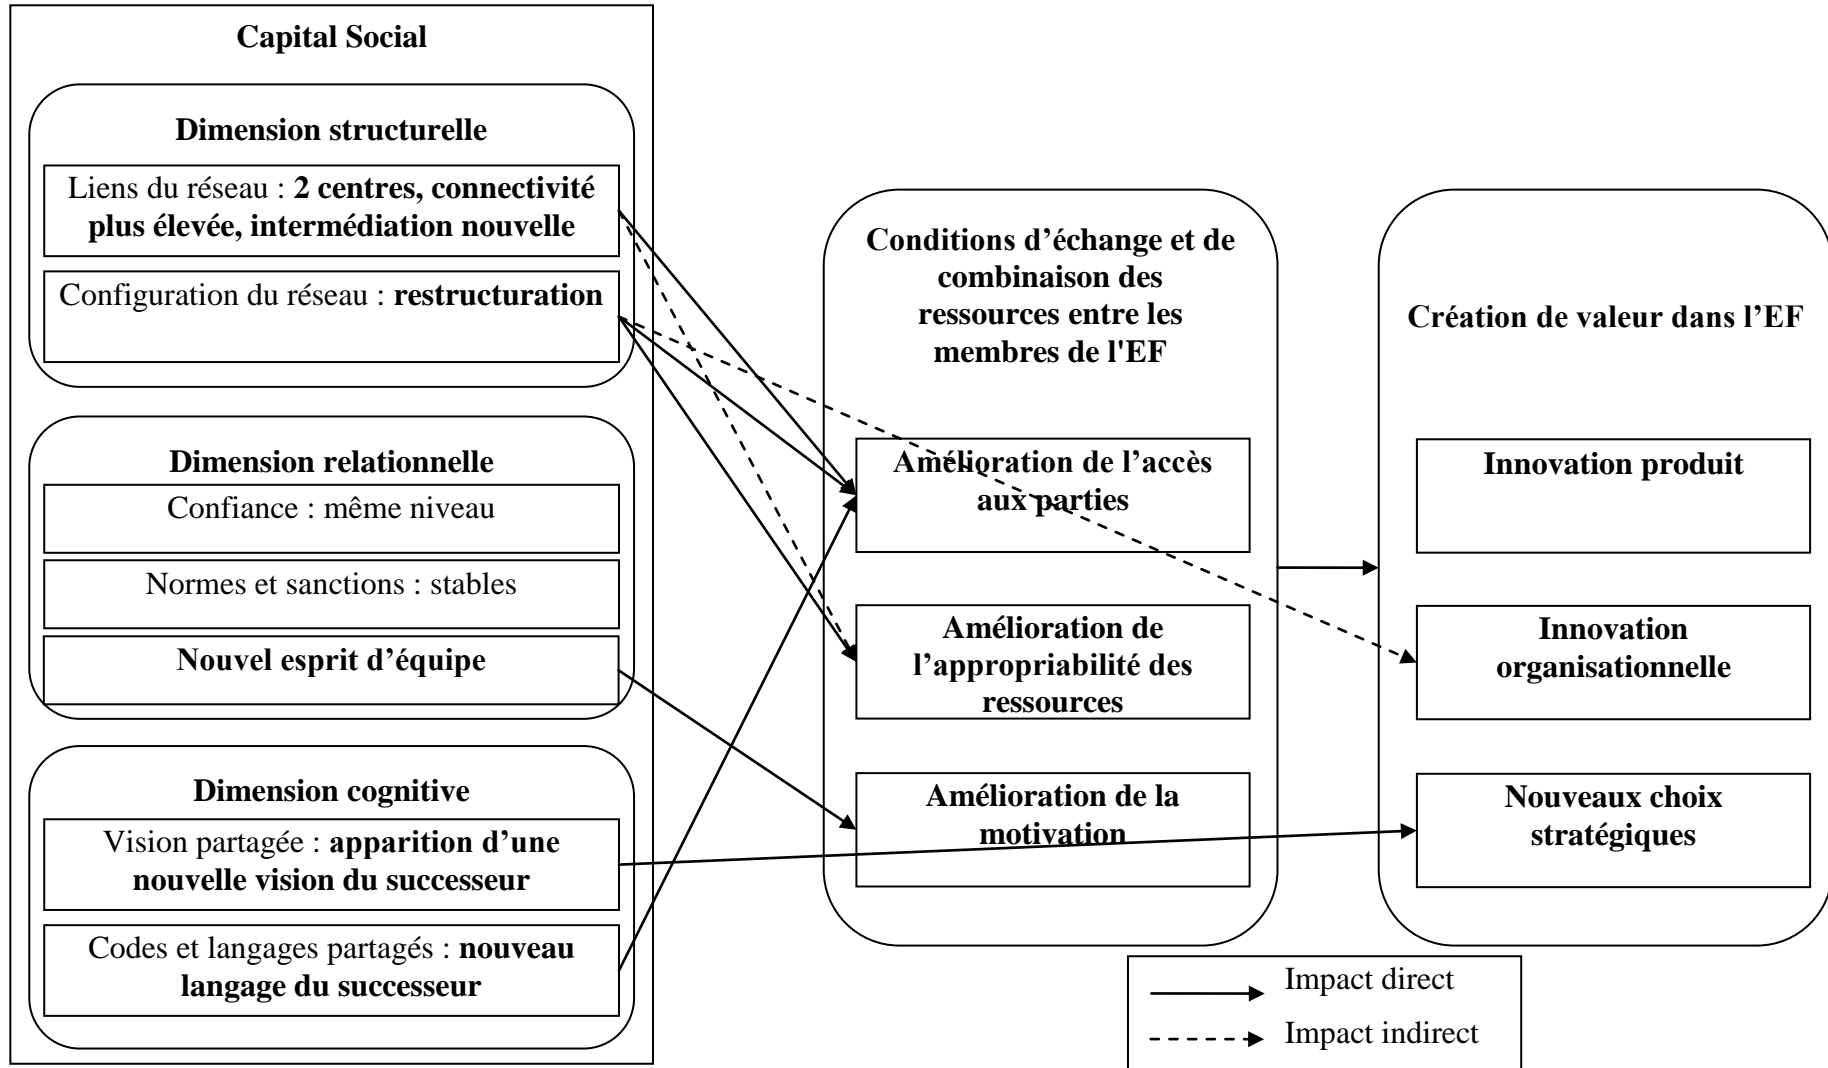 Capital Social
Dimension structurelle
Liens du réseau : 2 centres, connectivité
plus élevée, intermédiation nouvelle
Configuration du réseau : restructuration
Dimension relationnelle
Confiance : même niveau
Normes et sanctions : stables
Nouvel esprit d’équipe
Dimension cognitive
Vision partagée : apparition d’une
nouvelle vision du successeur
Codes et langages partagés : nouveau
langage du successeur
Conditions d’échange et de
combinaison des
ressources entre les
membres de l'EF
Amélioration de l’accès
aux parties
Amélioration de
l’appropriabilité des
ressources
Amélioration de la
motivation
Création de valeur dans l’EF
Innovation produit
Innovation
organisationnelle
Nouveaux choix
stratégiques
Impact direct
Impact indirect